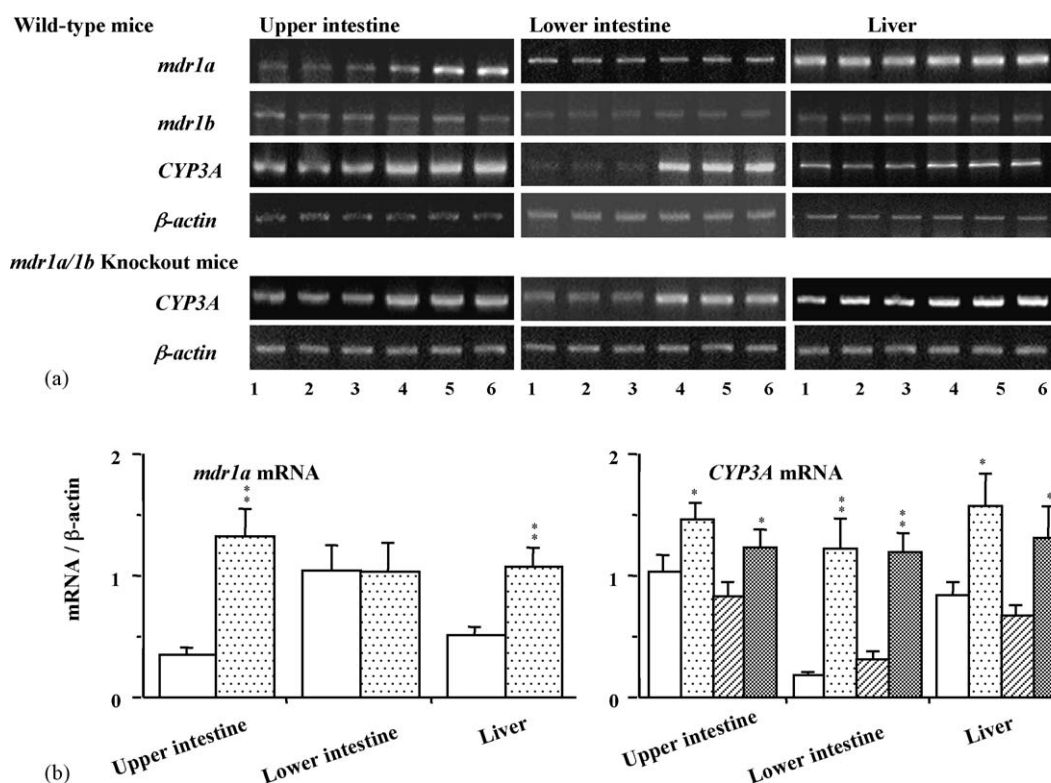 Wild-type mice
Upper intestine
Lower intestine
Liver
mdr1a
mdr1b
CYP3A
β-actin
mdr1a/1b Knockout mice
CYP3A
β-actin
(a)
1 2 3 4 5 6 1 2 3 4 5 6 1 2 3 4 5 6
mRNA / β-actin
2
1
0
mdr1a mRNA
**
**
Upper intestine
Lower intestine
Liver
2
1
0
CYP3A mRNA
*
*
**
**
*
*
Upper intestine
Lower intestine
Liver
(b)